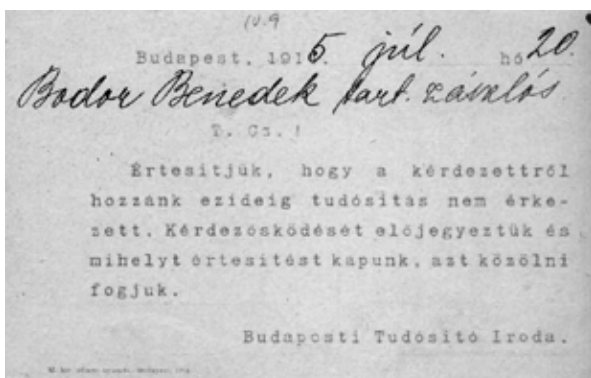 10.9
Budapest, 1915. júl. hó 20.
Bodor Benedek tart. zászlós
T. Cz.!
Értesitjük, hogy a kérdezettről
hozzánk ezideig tudósitás nem érke-
zett. Kérdezősködését előjegyeztük és
mihelyt értesitést kapunk, azt közölni
fogjuk.
Budapesti Tudósitó Iroda.